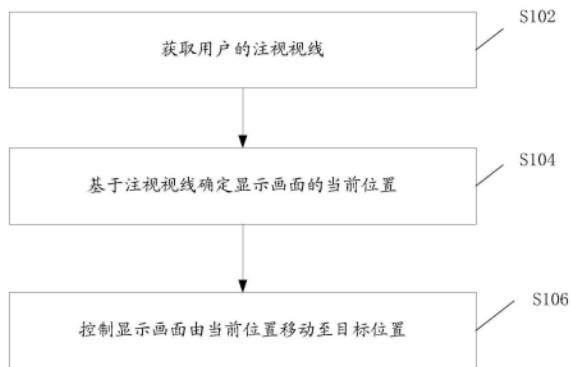 S102
获取用户的注视视线
S104
基于注视视线确定显示画面的当前位置
S106
控制显示画面由当前位置移动至目标位置